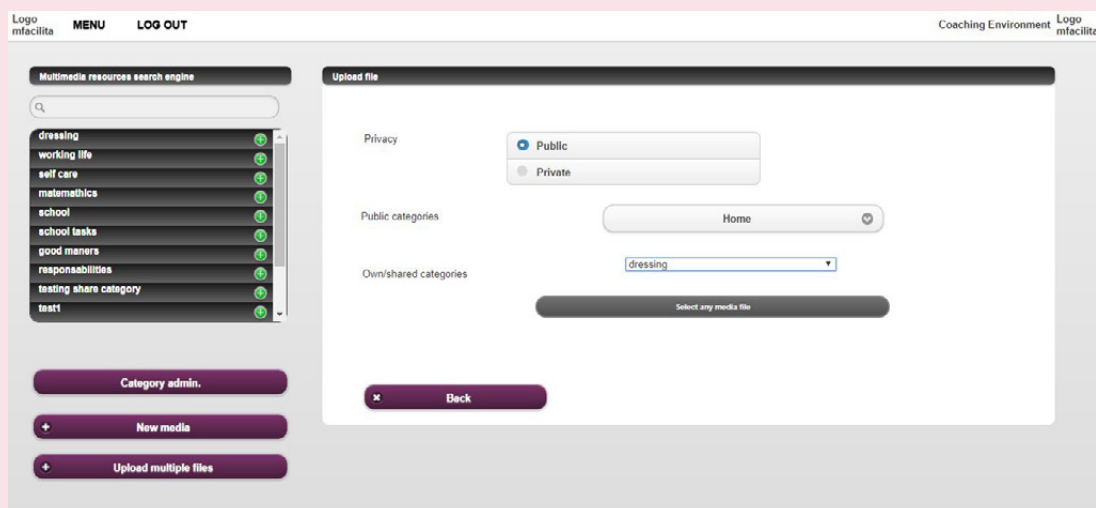 Logo
mfacilita
MENU
LOG OUT
Coaching Environment
Logo
mfacilita
Multimedia resources search engine
dressing
working life
self care
matemathics
school
school tasks
good maners
responsabilities
testing share category
test1
Category admin.
New media
Upload multiple files
Upload file
Privacy
Public
Private
Public categories
Home
Own/shared categories
dressing
Select any media file
Back